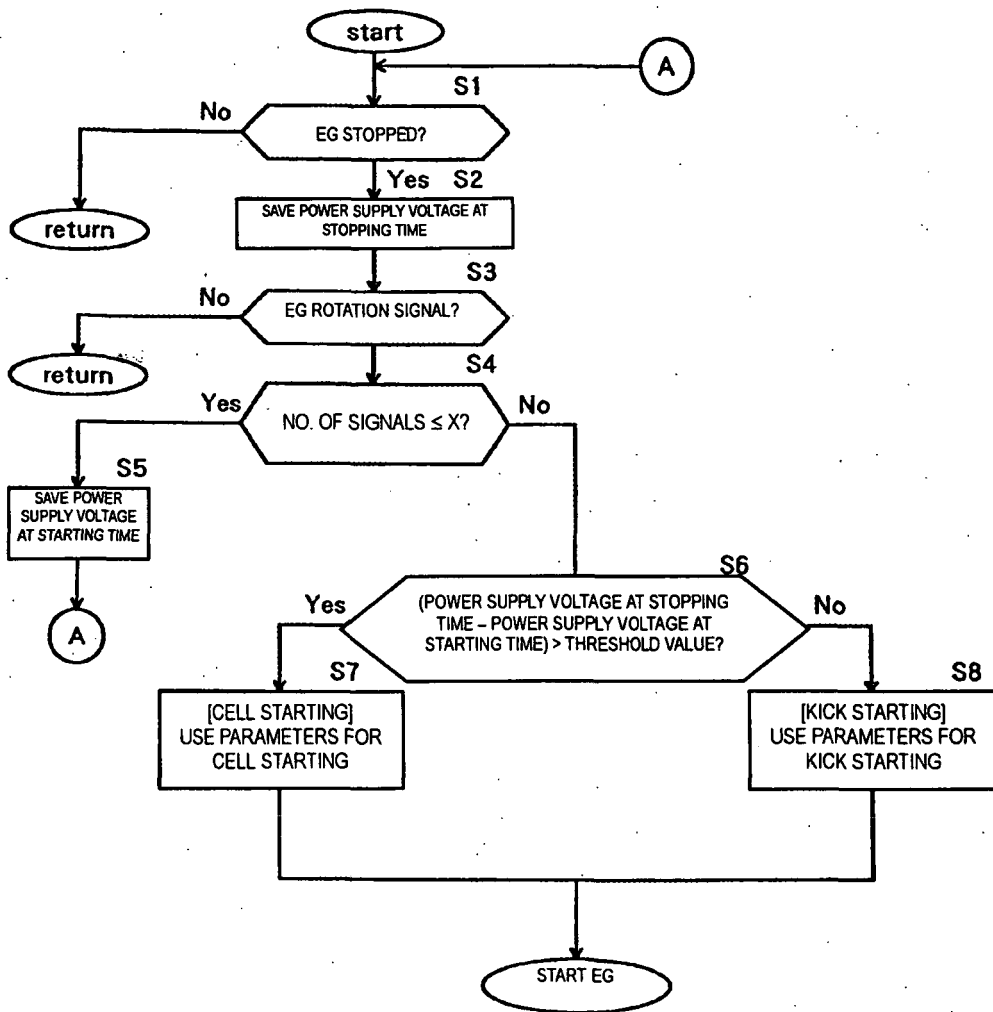 start
A
S1
No
EG STOPPED?
Yes S2
return
SAVE POWER SUPPLY VOLTAGE AT
STOPPING TIME
S3
No
EG ROTATION SIGNAL?
return
S4
Yes
NO. OF SIGNALS ≤ X?
No
S5
SAVE POWER
SUPPLY VOLTAGE
AT STARTING TIME
A
S6
Yes
(POWER SUPPLY VOLTAGE AT STOPPING
TIME – POWER SUPPLY VOLTAGE AT
STARTING TIME) > THRESHOLD VALUE?
No
S7
[CELL STARTING]
USE PARAMETERS FOR
CELL STARTING
S8
[KICK STARTING]
USE PARAMETERS FOR
KICK STARTING
START EG